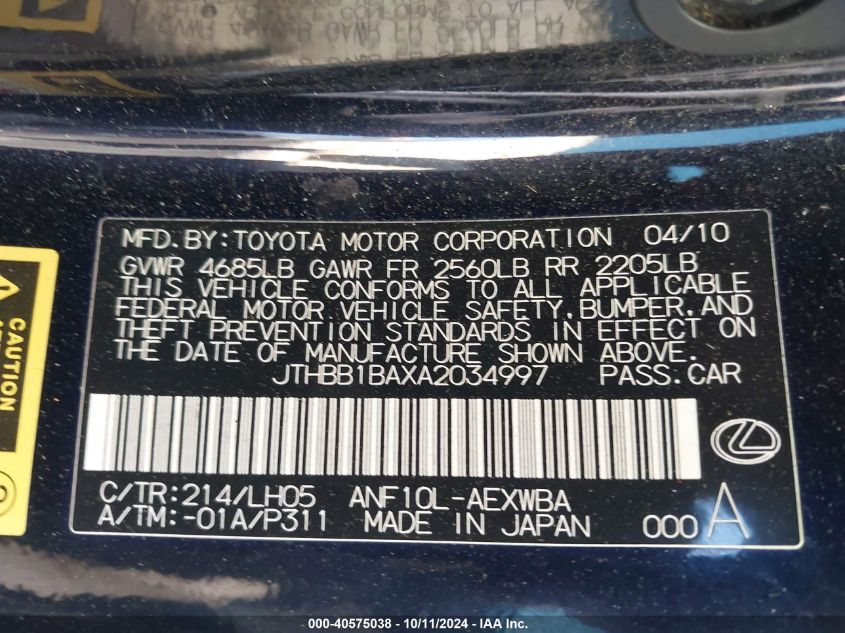 MFD.BY:TOYOTA MOTOR CORPORATION 04/10
GVWR 4685LB GAWR FR 2560LB RR 2205LB
THIS VEHICLE CONFORMS TO ALL APPLICABLE
FEDERAL MOTOR VEHICLE SAFETY,BUMPER,AND
THEFT PREVENTION STANDARDS IN EFFECT ON
THE DATE OF MANUFACTURE SHOWN ABOVE.
JTHBB1BAXA2034997 PASS.CAR
C/TR:214/LH05 ANF10L-AEXWBA
A/TM:-01A/P311 MADE IN JAPAN 000 A
CAUTION
000-40575038 - 10/11/2024 - © IAA, Inc.